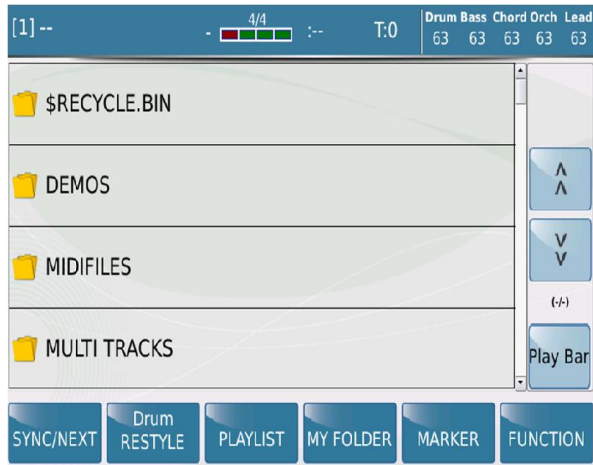 [1] --
- 4/4 :-- T:0
Drum Bass Chord Orch Lead
63 63 63 63 63
$RECYCLE.BIN
DEMOS
MIDIFILES
MULTI TRACKS
(-/-)
Play Bar
SYNC/NEXT
Drum
RESTYLE
PLAYLIST
MY FOLDER
MARKER
FUNCTION